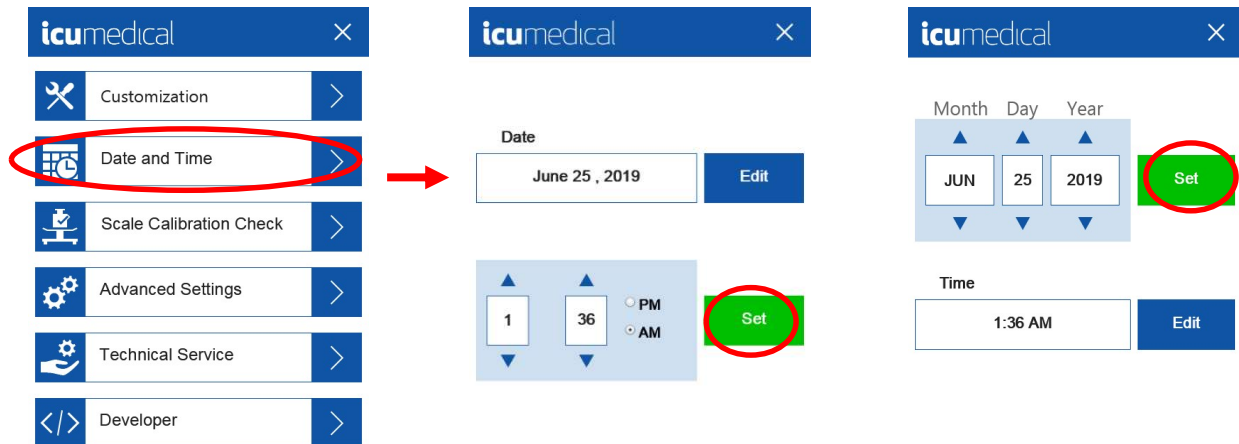 icumedical
Customization
Date and Time
Scale Calibration Check
Advanced Settings
Technical Service
</> Developer
icumedical
Date
June 25 , 2019 Edit
1 36 PM AM Set
icumedical
Month Day Year
JUN 25 2019 Set
Time
1:36 AM Edit